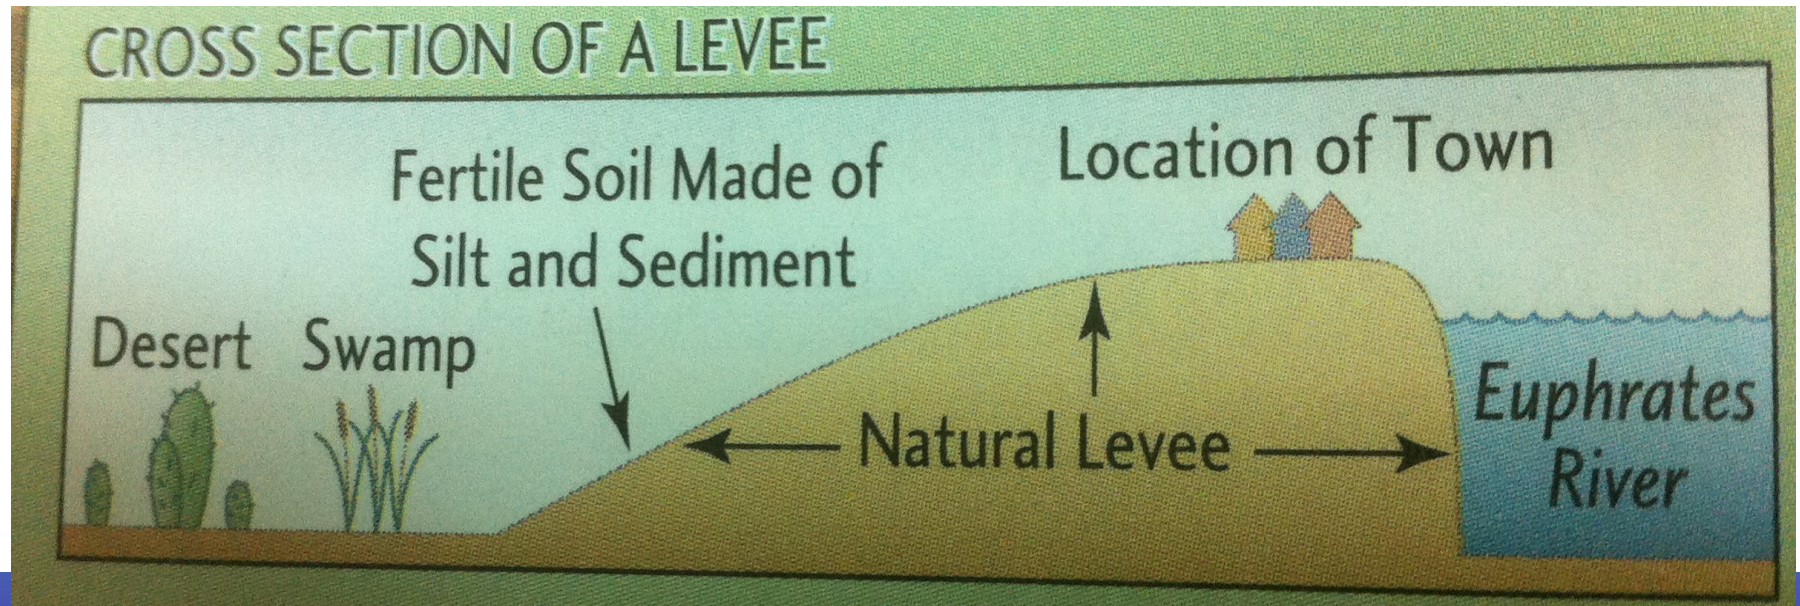 CROSS SECTION OF A LEVEE
Fertile Soil Made of
Silt and Sediment
Location of Town
Desert
Swamp
Natural Levee
Euphrates
River